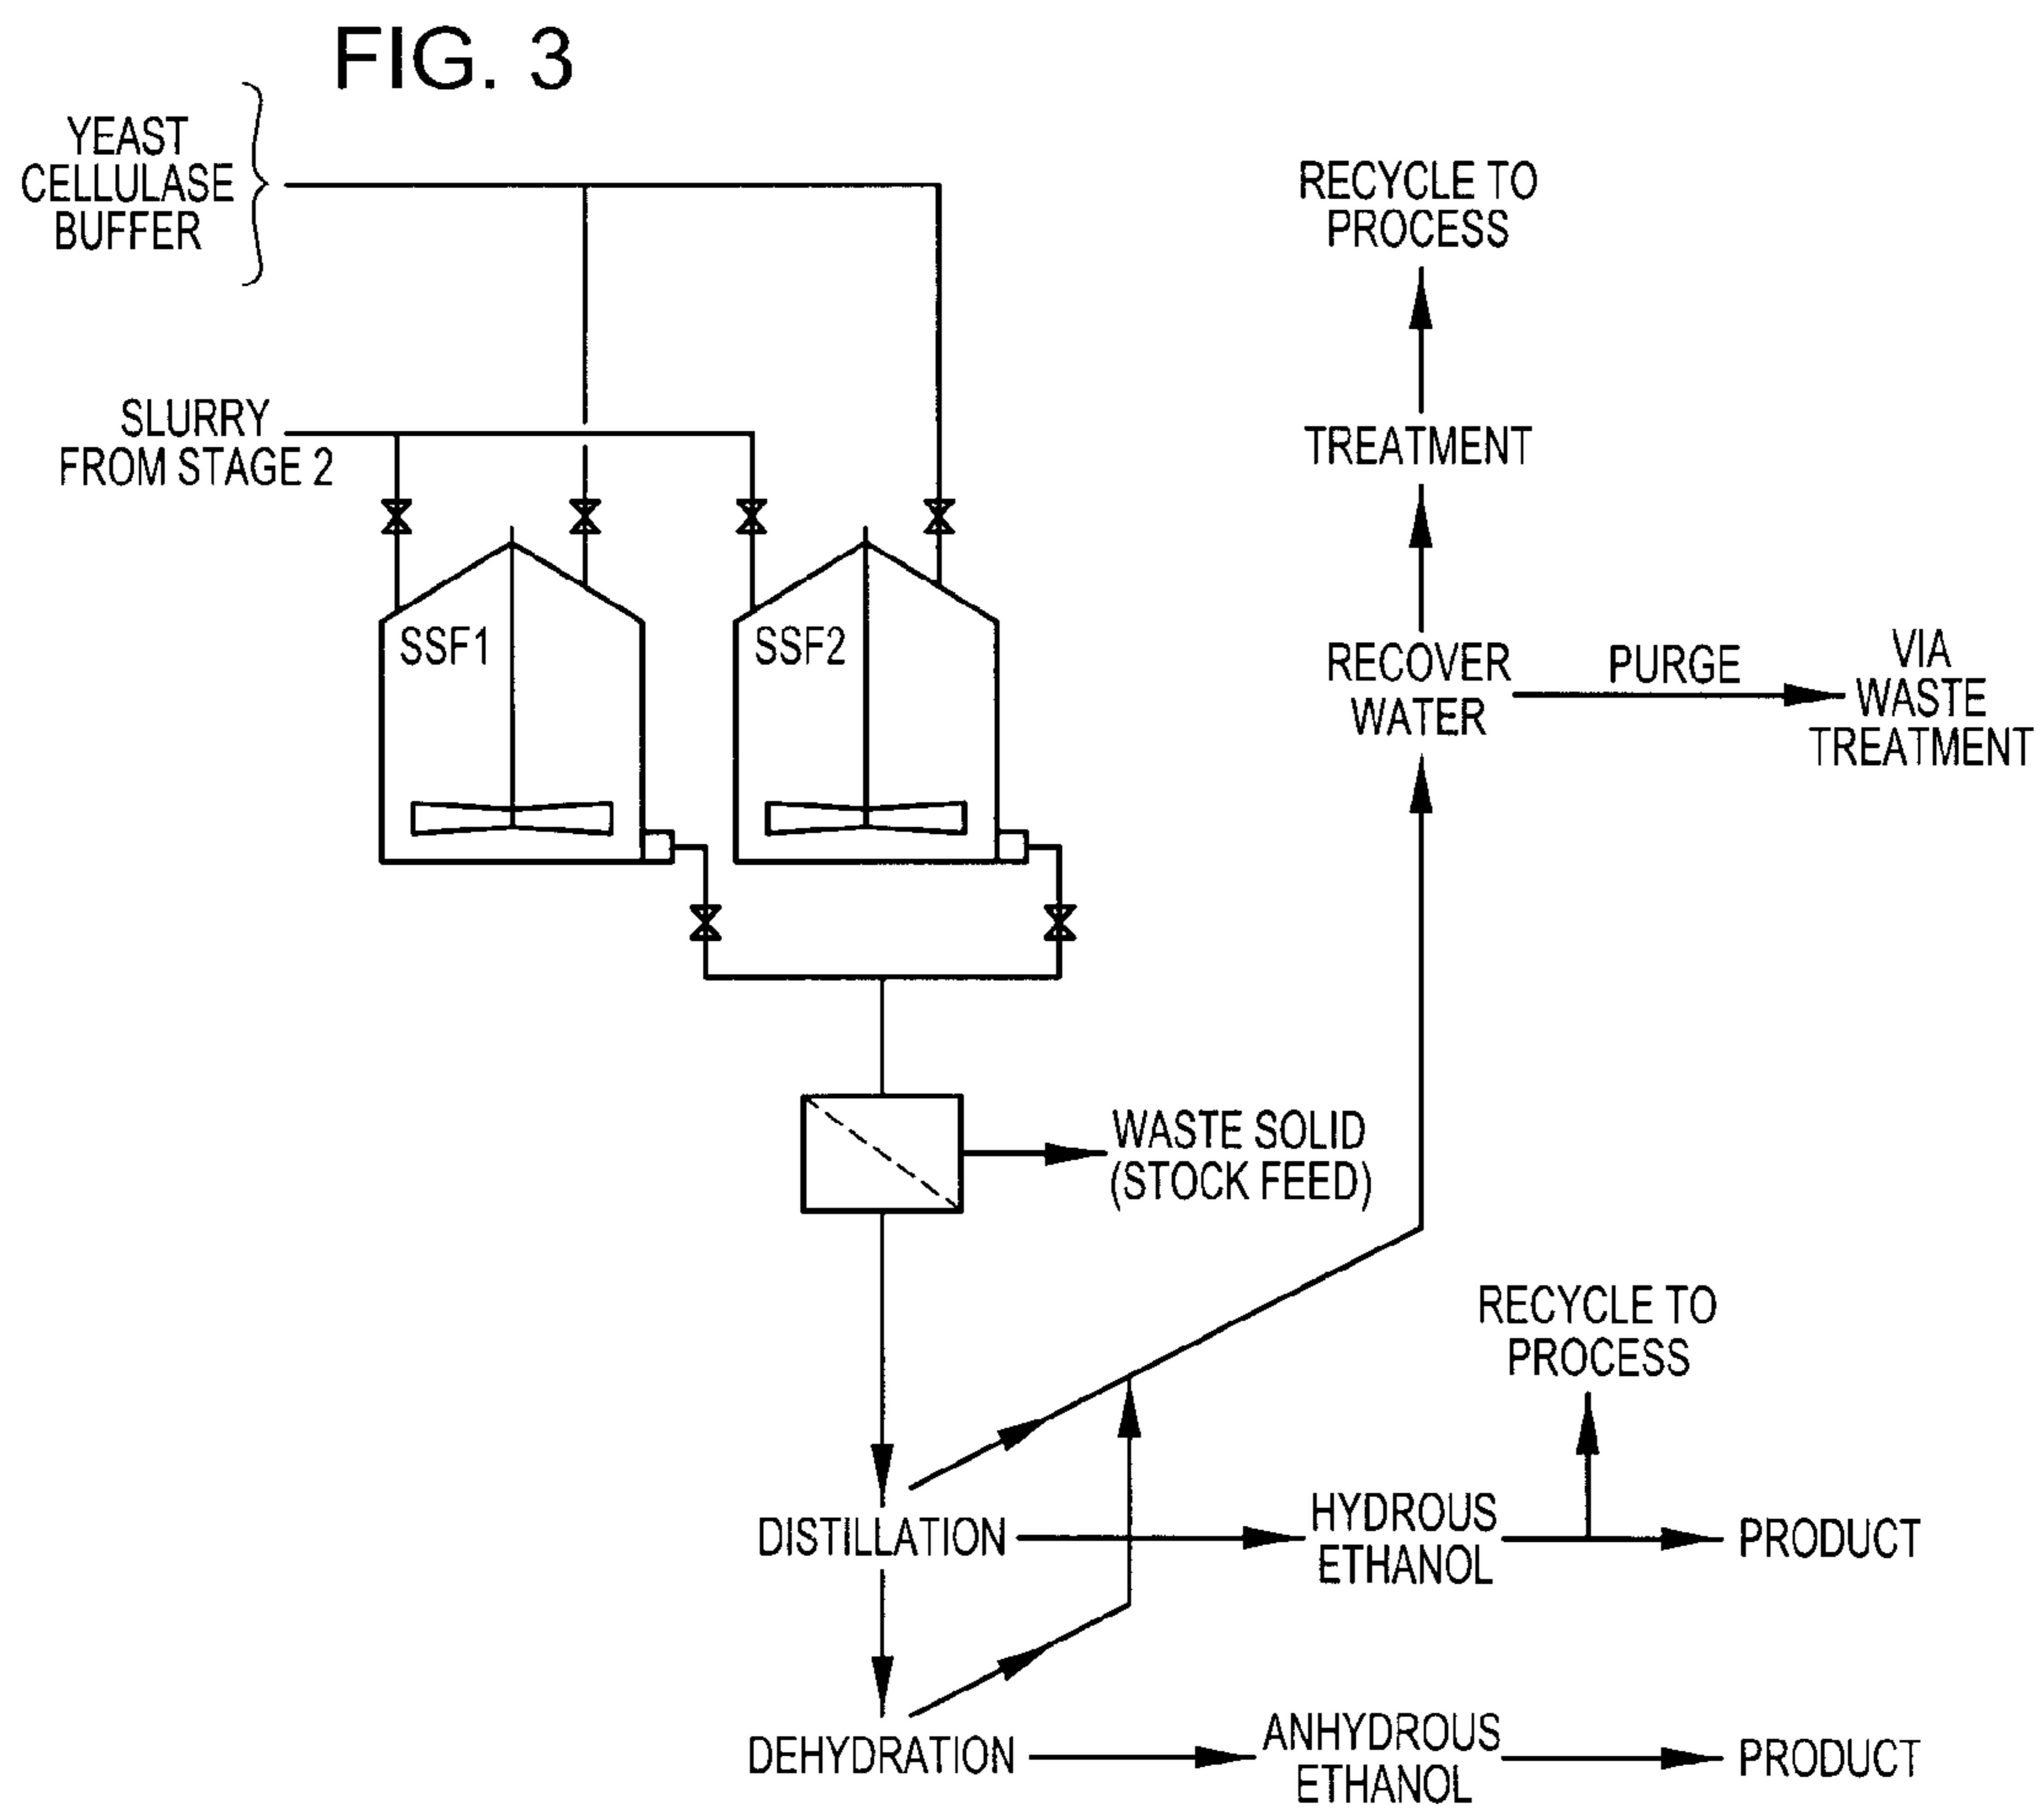 FIG. 3
YEAST
CELLULASE
BUFFER
RECYCLE TO
PROCESS
SLURRY
FROM STAGE 2
TREATMENT
SSF1
SSF2
RECOVER
WATER
PURGE
VIA
WASTE
TREATMENT
WASTE SOLID
(STOCK FEED)
RECYCLE TO
PROCESS
DISTILLATION
HYDROUS
ETHANOL
PRODUCT
DEHYDRATION
ANHYDROUS
ETHANOL
PRODUCT